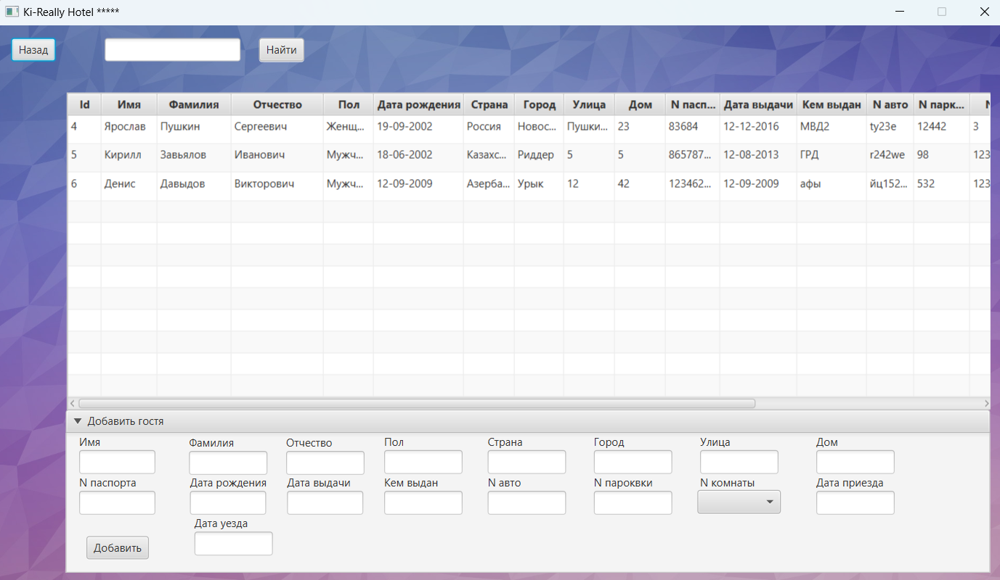 Ki-Really Hotel *****
Назад Найти
Id Имя Фамилия Отчество Пол Дата рождения Страна Город Улица Дом N пасп... Дата выдачи Кем выдан N авто N парк... N
4 Ярослав Пушкин Сергеевич Женщ... 19-09-2002 Россия Новос... Пушки... 23 83684 12-12-2016 МВД2 ty23e 12442 3
5 Кирилл Завьялов Иванович Мужч... 18-06-2002 Казахс... Риддер 5 5 865787... 12-08-2013 ГРД r242we 98 123
6 Денис Давыдов Викторович Мужч... 12-09-2009 Азерба... Урык 12 42 123462... 12-09-2009 афы йц152... 532 123
Добавить гостя
Имя Фамилия Отчество Пол Страна Город Улица Дом
N паспорта Дата рождения Дата выдачи Кем выдан N авто N пароквки N комнаты Дата приезда
Дата уезда
Добавить